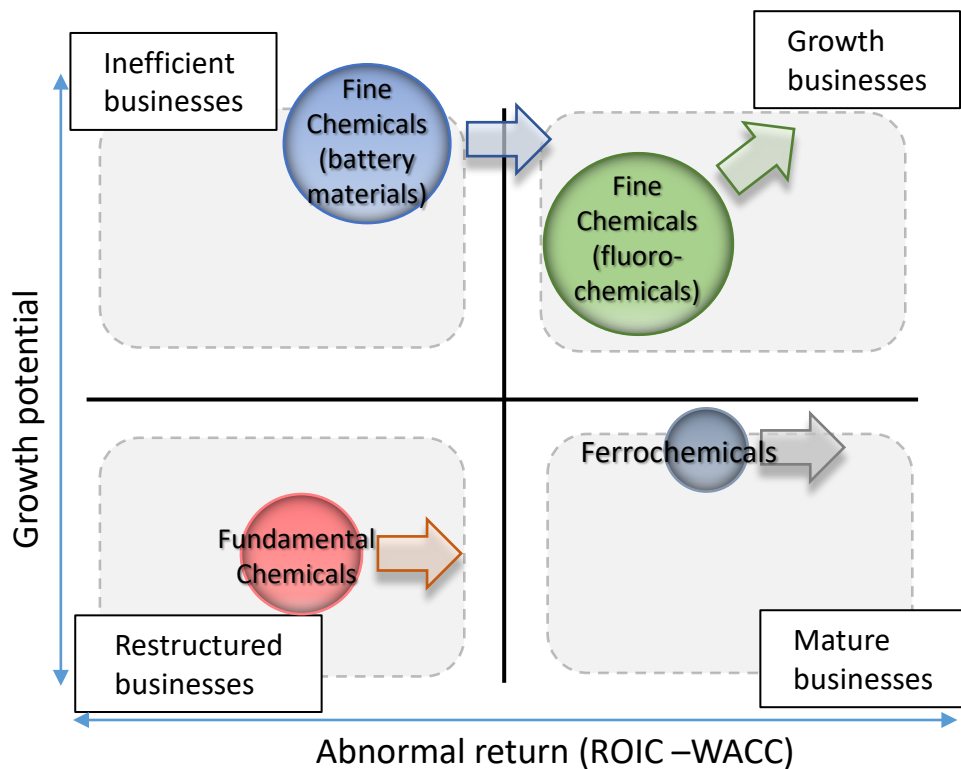 Inefficient
businesses
Growth
businesses
Fine
Chemicals
(battery
materials)
Fine
Chemicals
(fluoro-
chemicals)
Growth potential
Ferrochemicals
Fundamental
Chemicals
Restructured
businesses
Mature
businesses
Abnormal return (ROIC –WACC)